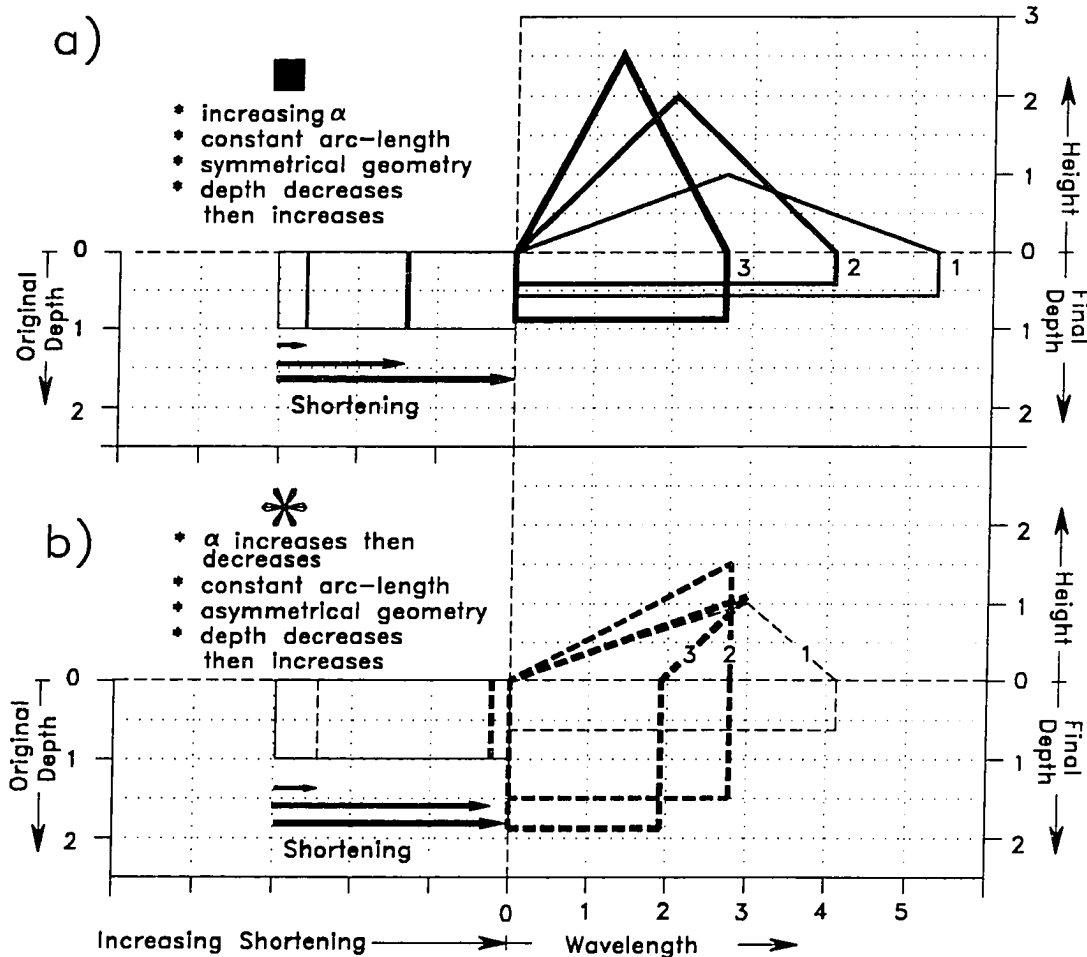 a)
* increasing α
* constant arc-length
* symmetrical geometry
* depth decreases
then increases
3
2
1
0
1
2
Height
Final
Depth
0
1
2
Original
Depth
3
2
1
Shortening
b)
* α increases then
decreases
* constant arc-length
* asymmetrical geometry
* depth decreases
then increases
2
1
0
1
2
Height
Final
Depth
0
1
2
Original
Depth
3
2
1
Shortening
0 1 2 3 4 5
Increasing Shortening
Wavelength